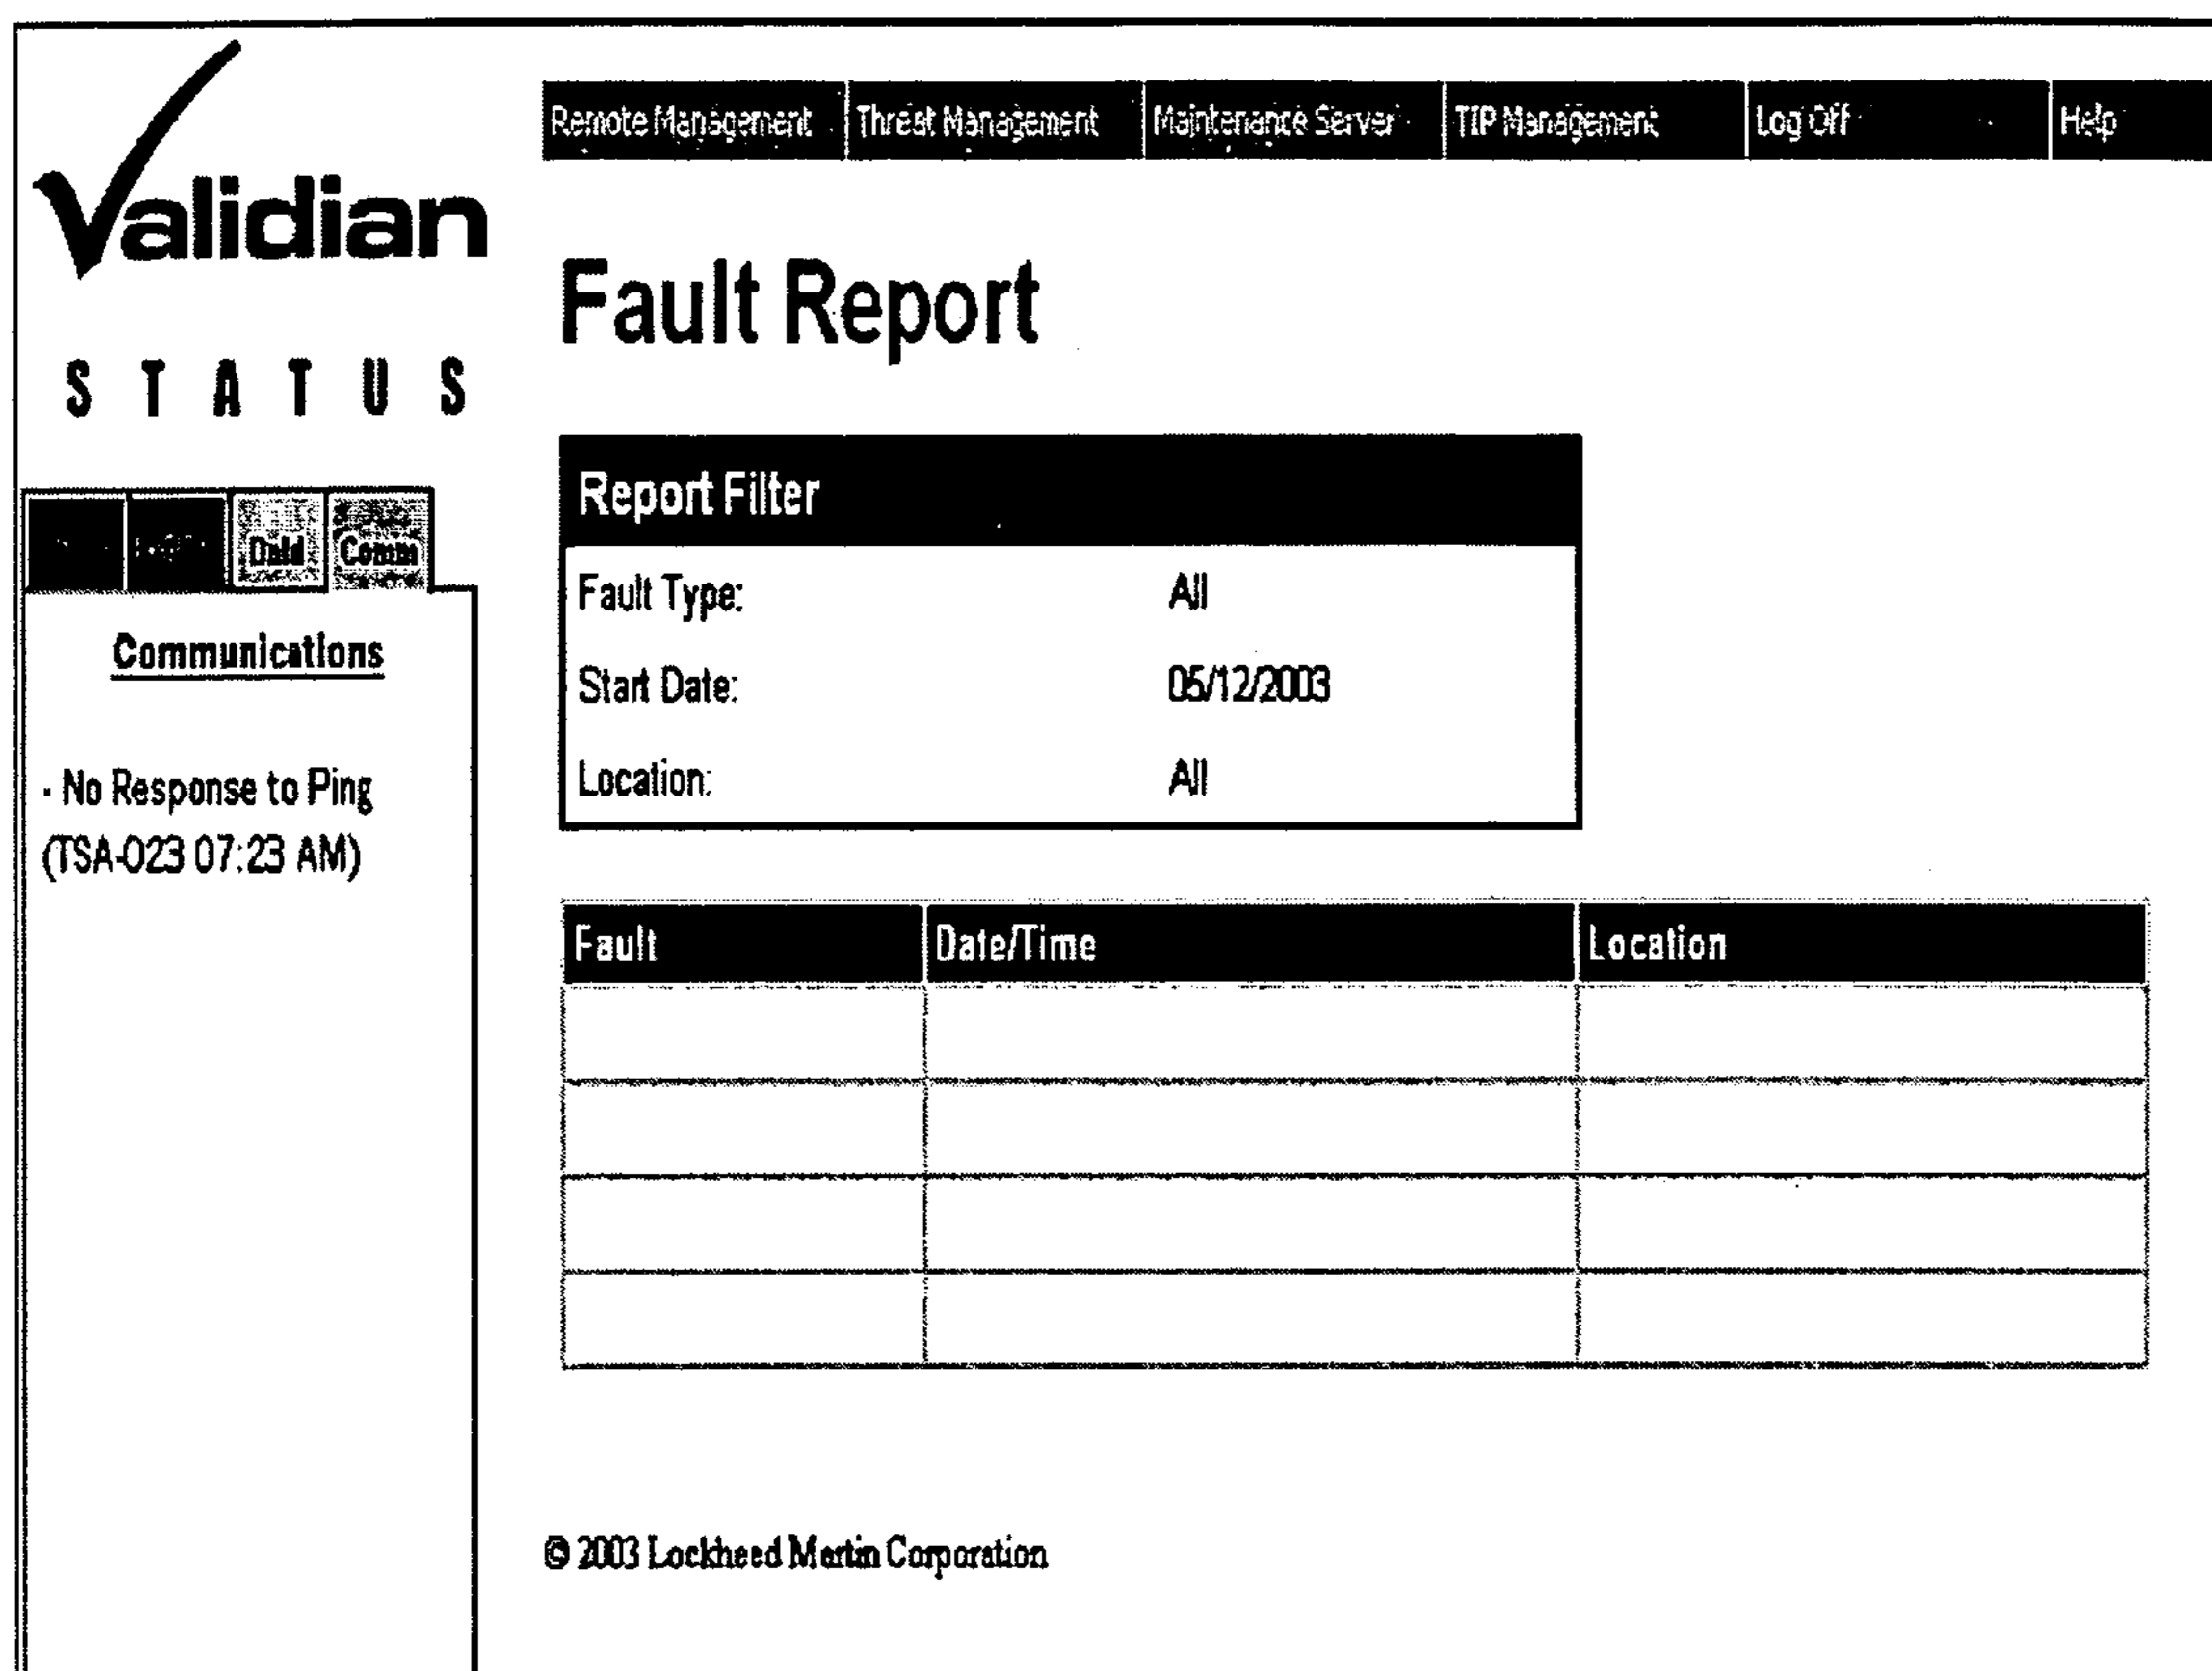 Validian
Remote Management Threat Management Maintenance Server TIP Management Log Off Help
Fault Report
STATUS
Report Filter
Dnld Comm
Fault Type: All
Start Date: 05/12/2003
Location: All
Communications
- No Response to Ping
(TSA-023 07:23 AM)
Fault Date/Time Location
© 2003 Lockheed Martin Corporation